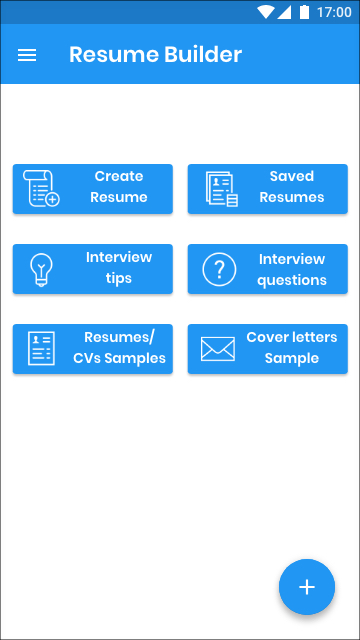 17:00
Resume Builder
Create
Resume
Saved
Resumes
Interview
tips
?
Interview
questions
Resumes/
CVs Samples
Cover letters
Sample
+